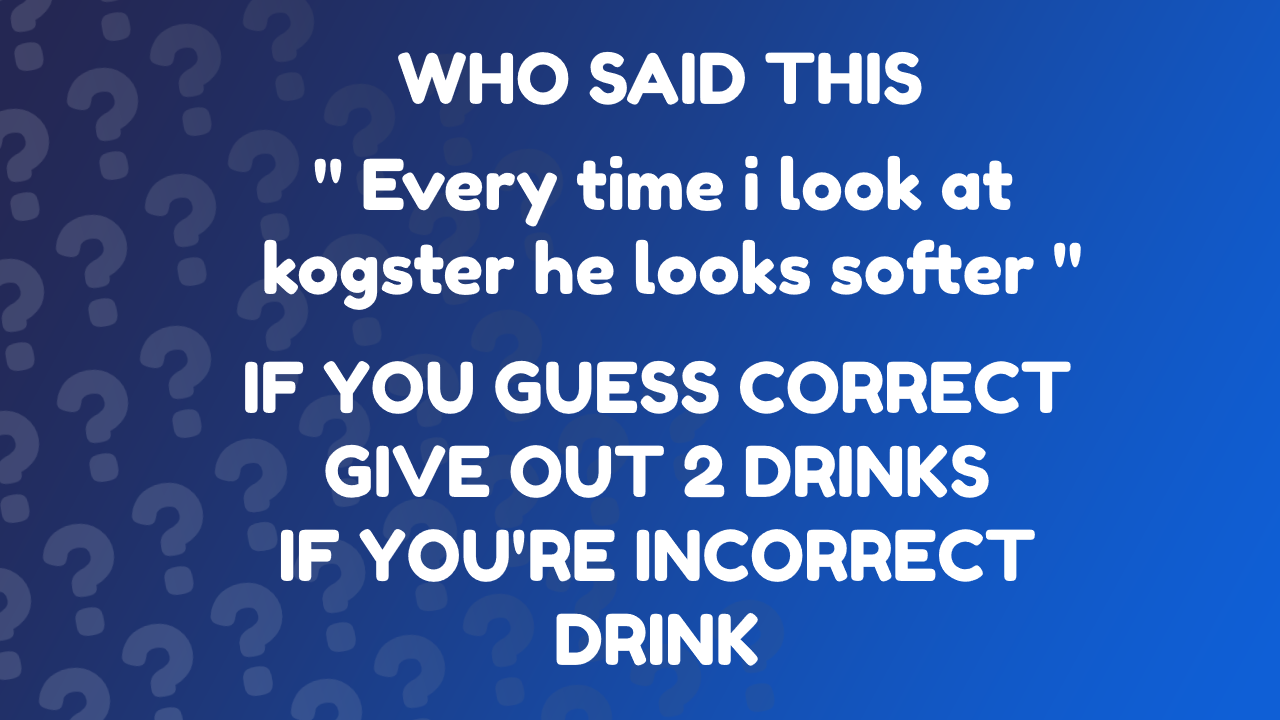 WHO SAID THIS
" Every time i look at
kogster he looks softer "
IF YOU GUESS CORRECT
GIVE OUT 2 DRINKS
IF YOU'RE INCORRECT
DRINK